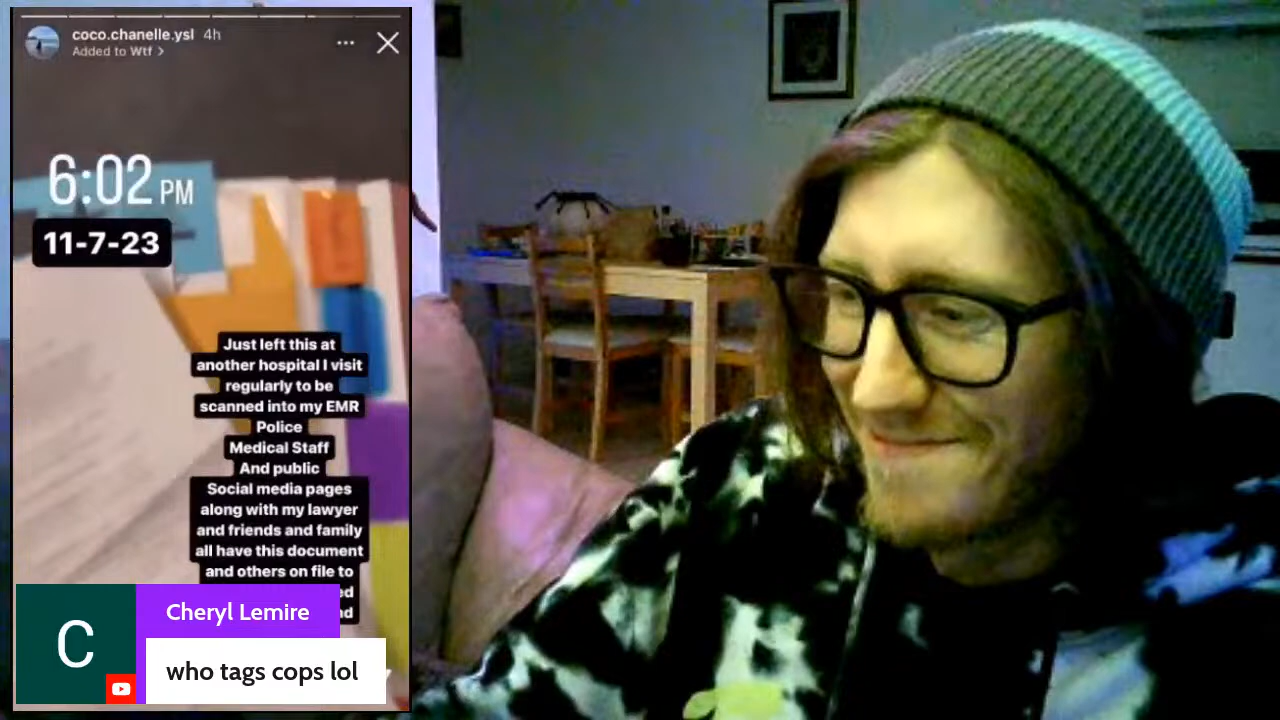 coco.chanelle.ysl 4h
Added to Wtf >
6:02 PM
11-7-23
Just left this at
another hospital I visit
regularly to be
scanned into my EMR
Police
Medical Staff
And public
Social media pages
along with my lawyer
and friends and family
all have this document
and others on file to
C
Cheryl Lemire
who tags cops lol